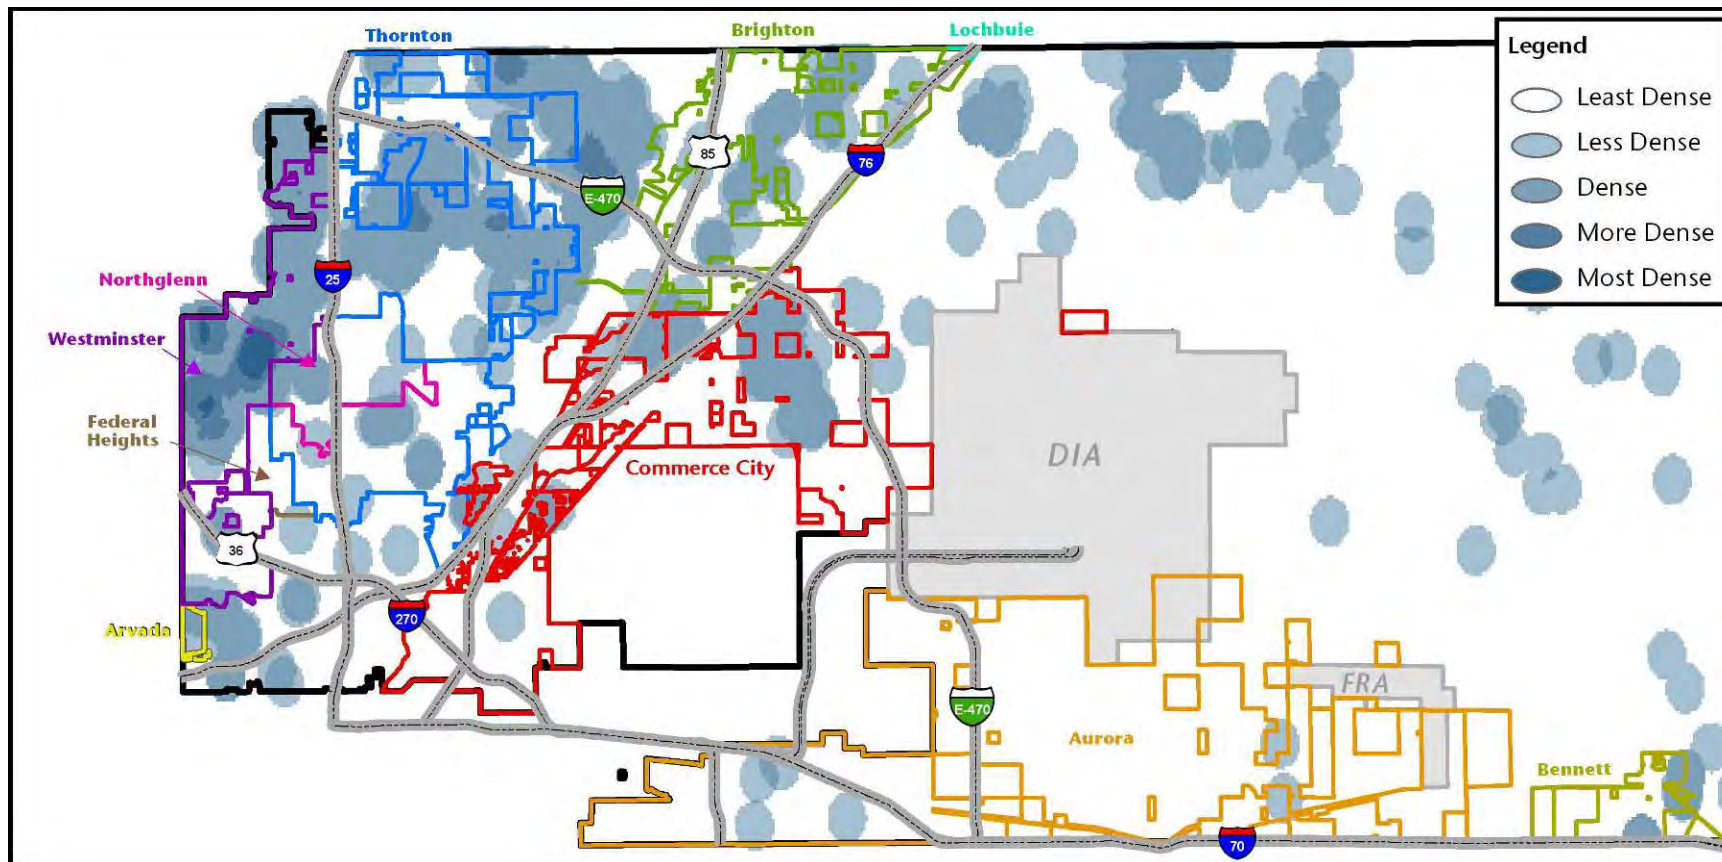 Thornton
Brighton
Lochbuie
Legend
Least Dense
Less Dense
Dense
More Dense
Most Dense
85
76
E-470
Northglenn
25
Westminster
Federal
Heights
DIA
Commerce City
36
270
Arvada
FRA
E-470
Aurora
Bennett
70